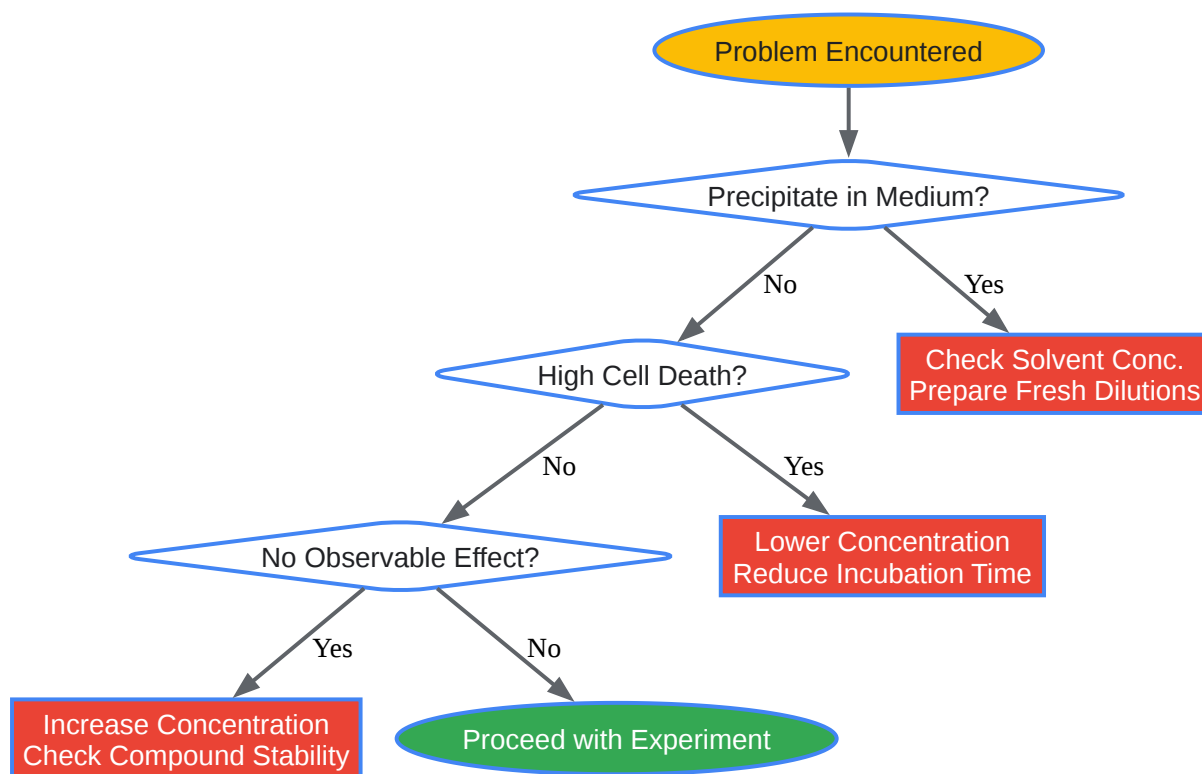 Problem Encountered
Precipitate in Medium?
No
Yes
Check Solvent Conc.
Prepare Fresh Dilutions
High Cell Death?
No
Yes
Lower Concentration
Reduce Incubation Time
No Observable Effect?
Yes
No
Increase Concentration
Check Compound Stability
Proceed with Experiment